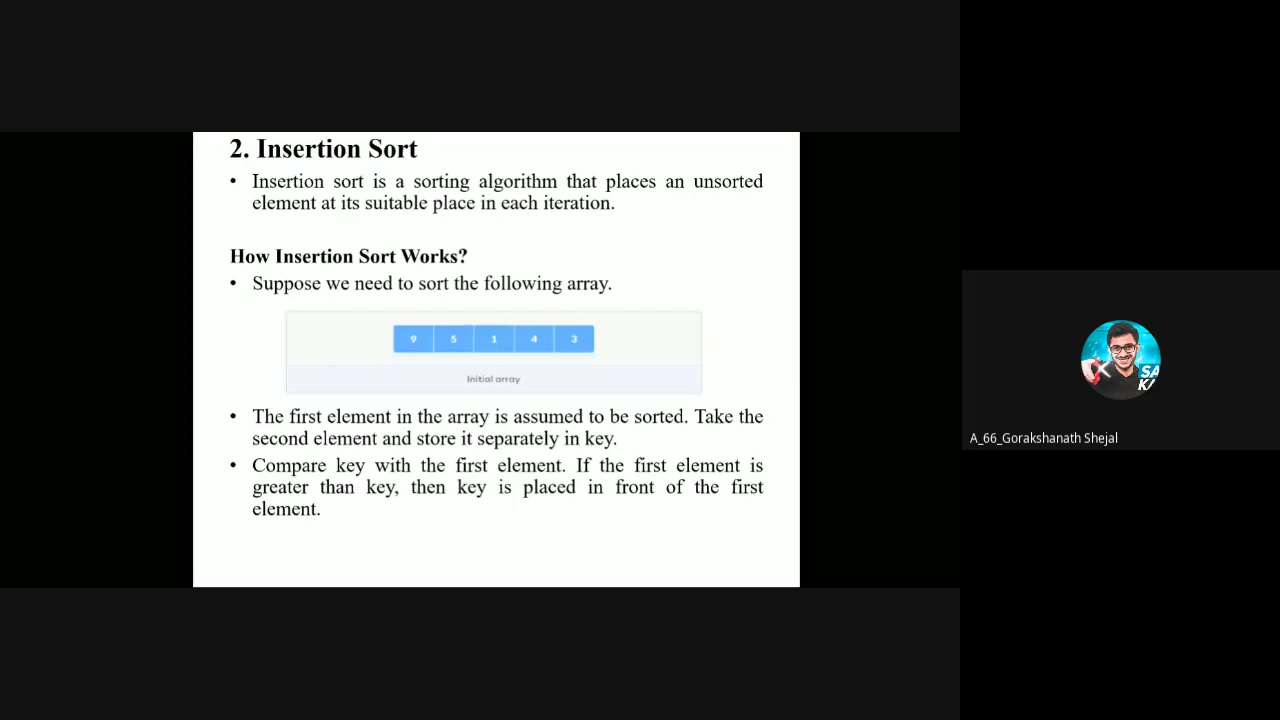 2. Insertion Sort
• Insertion sort is a sorting algorithm that places an unsorted
element at its suitable place in each iteration.
How Insertion Sort Works?
• Suppose we need to sort the following array.
9 5 1 4 3
Initial array
• The first element in the array is assumed to be sorted. Take the
second element and store it separately in key.
• Compare key with the first element. If the first element is
greater than key, then key is placed in front of the first
element.
SA
K
A_66_Gorakshanath Shejal